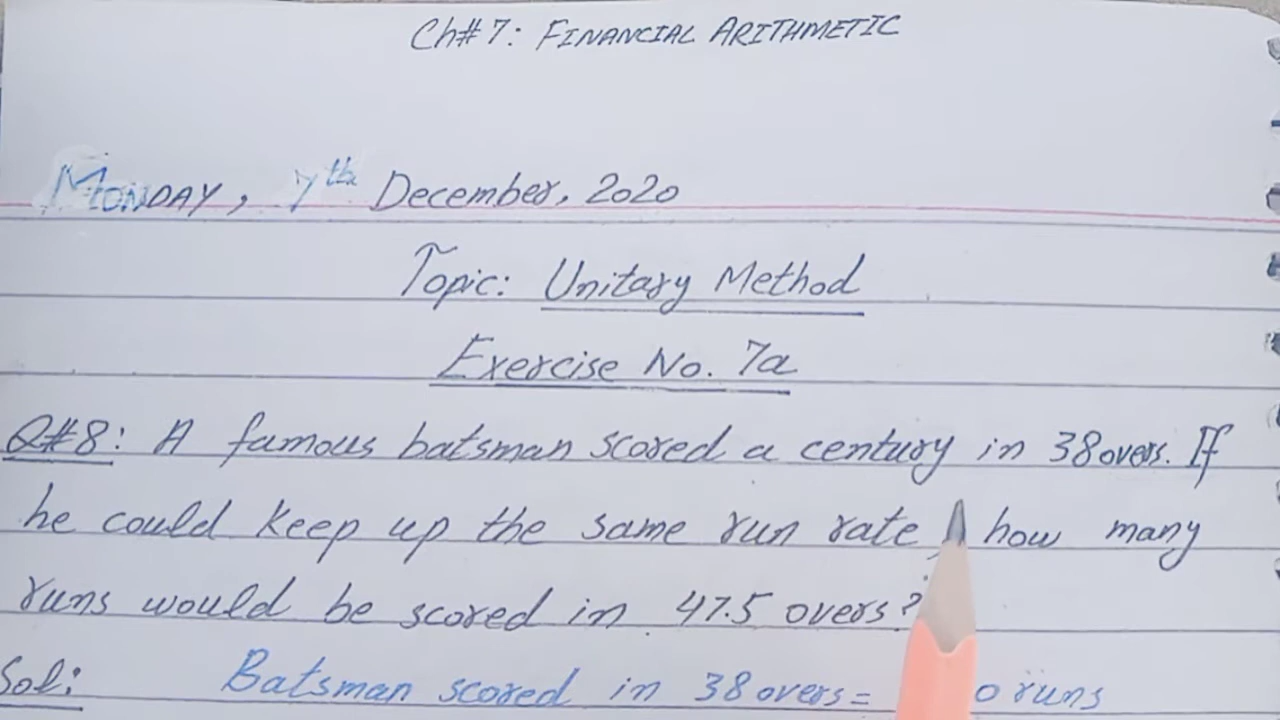 Ch# 7: FINANCIAL ARITHMETIC
MONDAY, 7th December, 2020
Topic: Unitary Method
Exercise No. 7a
Q#8: A famous batsman scored a century in 38 overs. If
he could keep up the same run rate, how many
runs would be scored in 47.5 overs?
Sol: Batsman scored in 38 overs = 0 runs